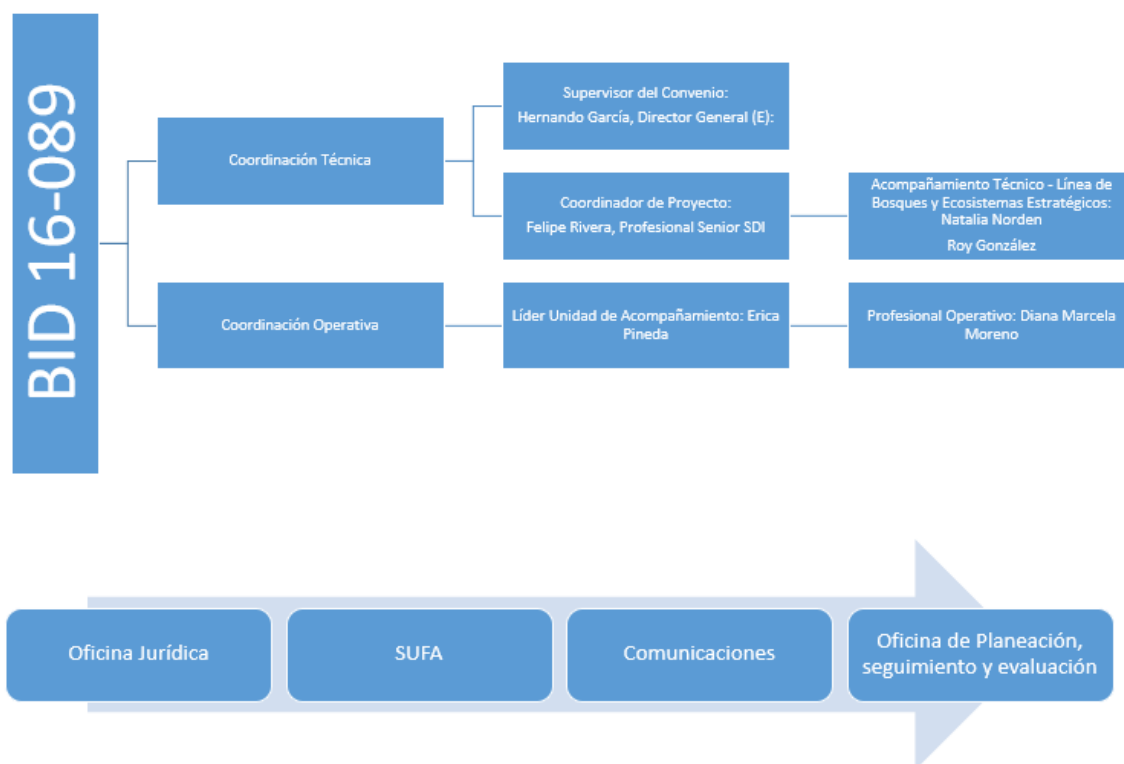 BID 16-089
Coordinación Técnica
Supervisor del Convenio:
Hernando García, Director General (E):
Coordinador de Proyecto:
Felipe Rivera, Profesional Senior SDI
Acompañamiento Técnico - Línea de
Bosques y Ecosistemas Estratégicos:
Natalia Norden
Roy González
Coordinación Operativa
Líder Unidad de Acompañamiento: Erica
Pineda
Profesional Operativo: Diana Marcela
Moreno
Oficina Jurídica
SUFA
Comunicaciones
Oficina de Planeación,
seguimiento y evaluación